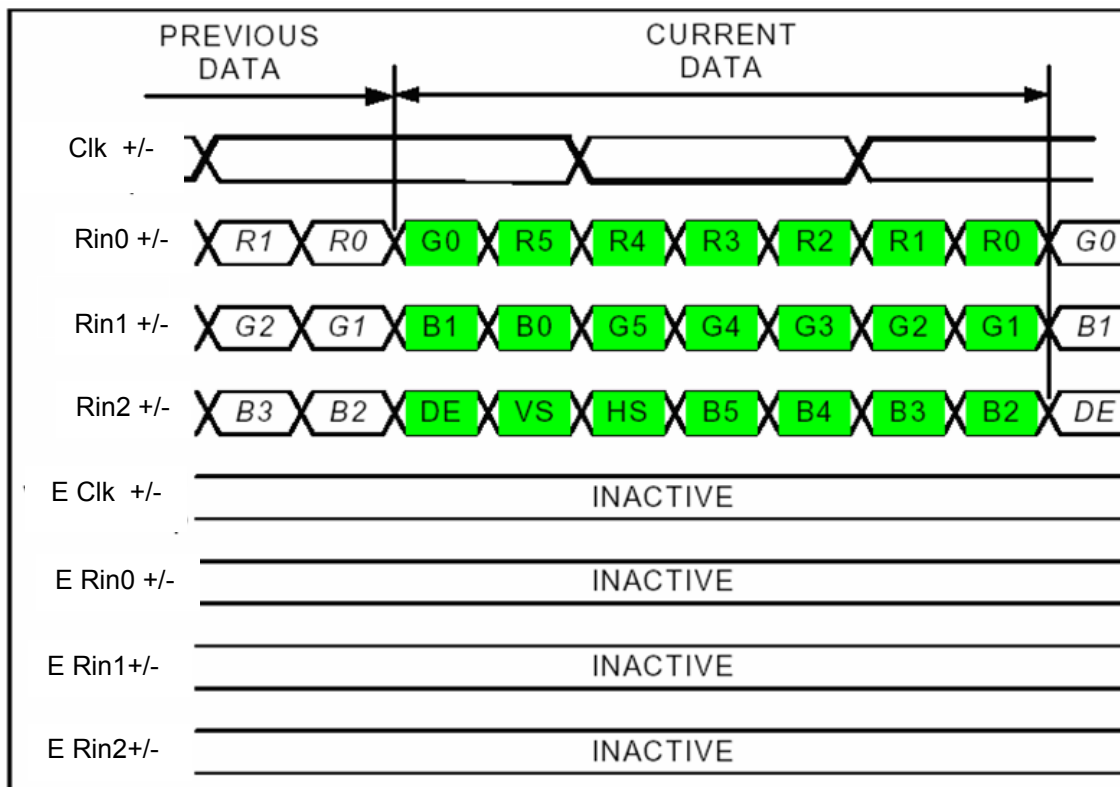 PREVIOUS DATA
CURRENT DATA
Clk +/-
Rin0 +/- R1 R0 G0 R5 R4 R3 R2 R1 R0 G0
Rin1 +/- G2 G1 B1 B0 G5 G4 G3 G2 G1 B1
Rin2 +/- B3 B2 DE VS HS B5 B4 B3 B2 DE
E Clk +/- INACTIVE
E Rin0 +/- INACTIVE
E Rin1+/- INACTIVE
E Rin2+/- INACTIVE